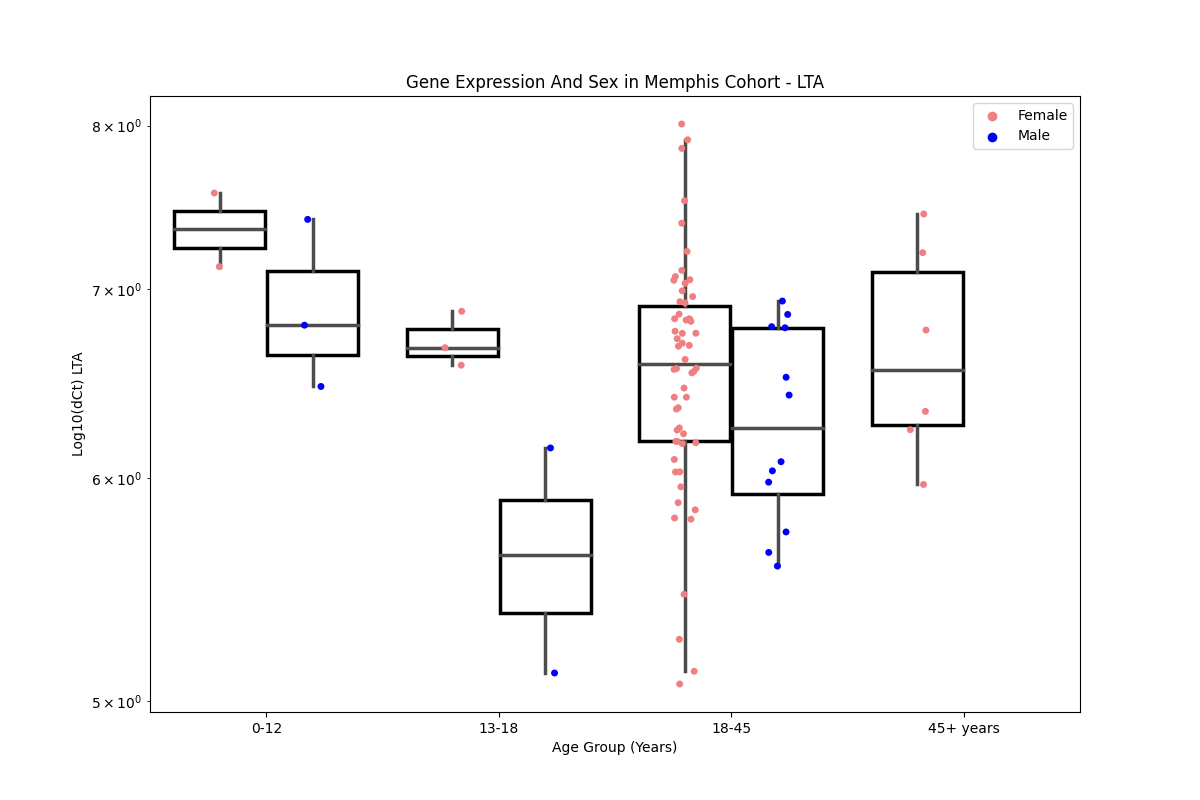 Gene Expression And Sex in Memphis Cohort - LTA
Female
Male
8 × 10⁰
7 × 10⁰
6 × 10⁰
5 × 10⁰
Log10(dCt) LTA
0-12
13-18
18-45
45+ years
Age Group (Years)